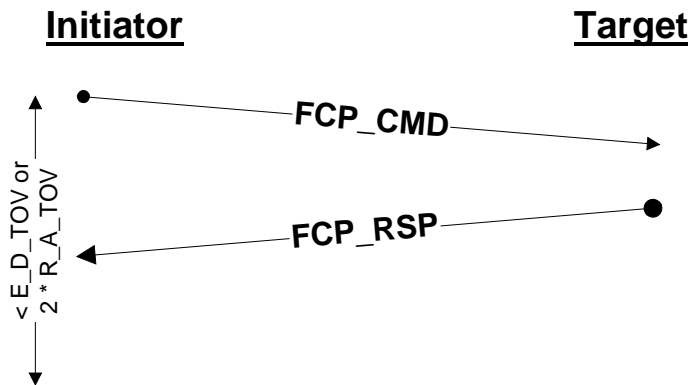 Initiator
Target
FCP_CMD
FCP_RSP
< E_D_TOV or
2 * R_A_TOV